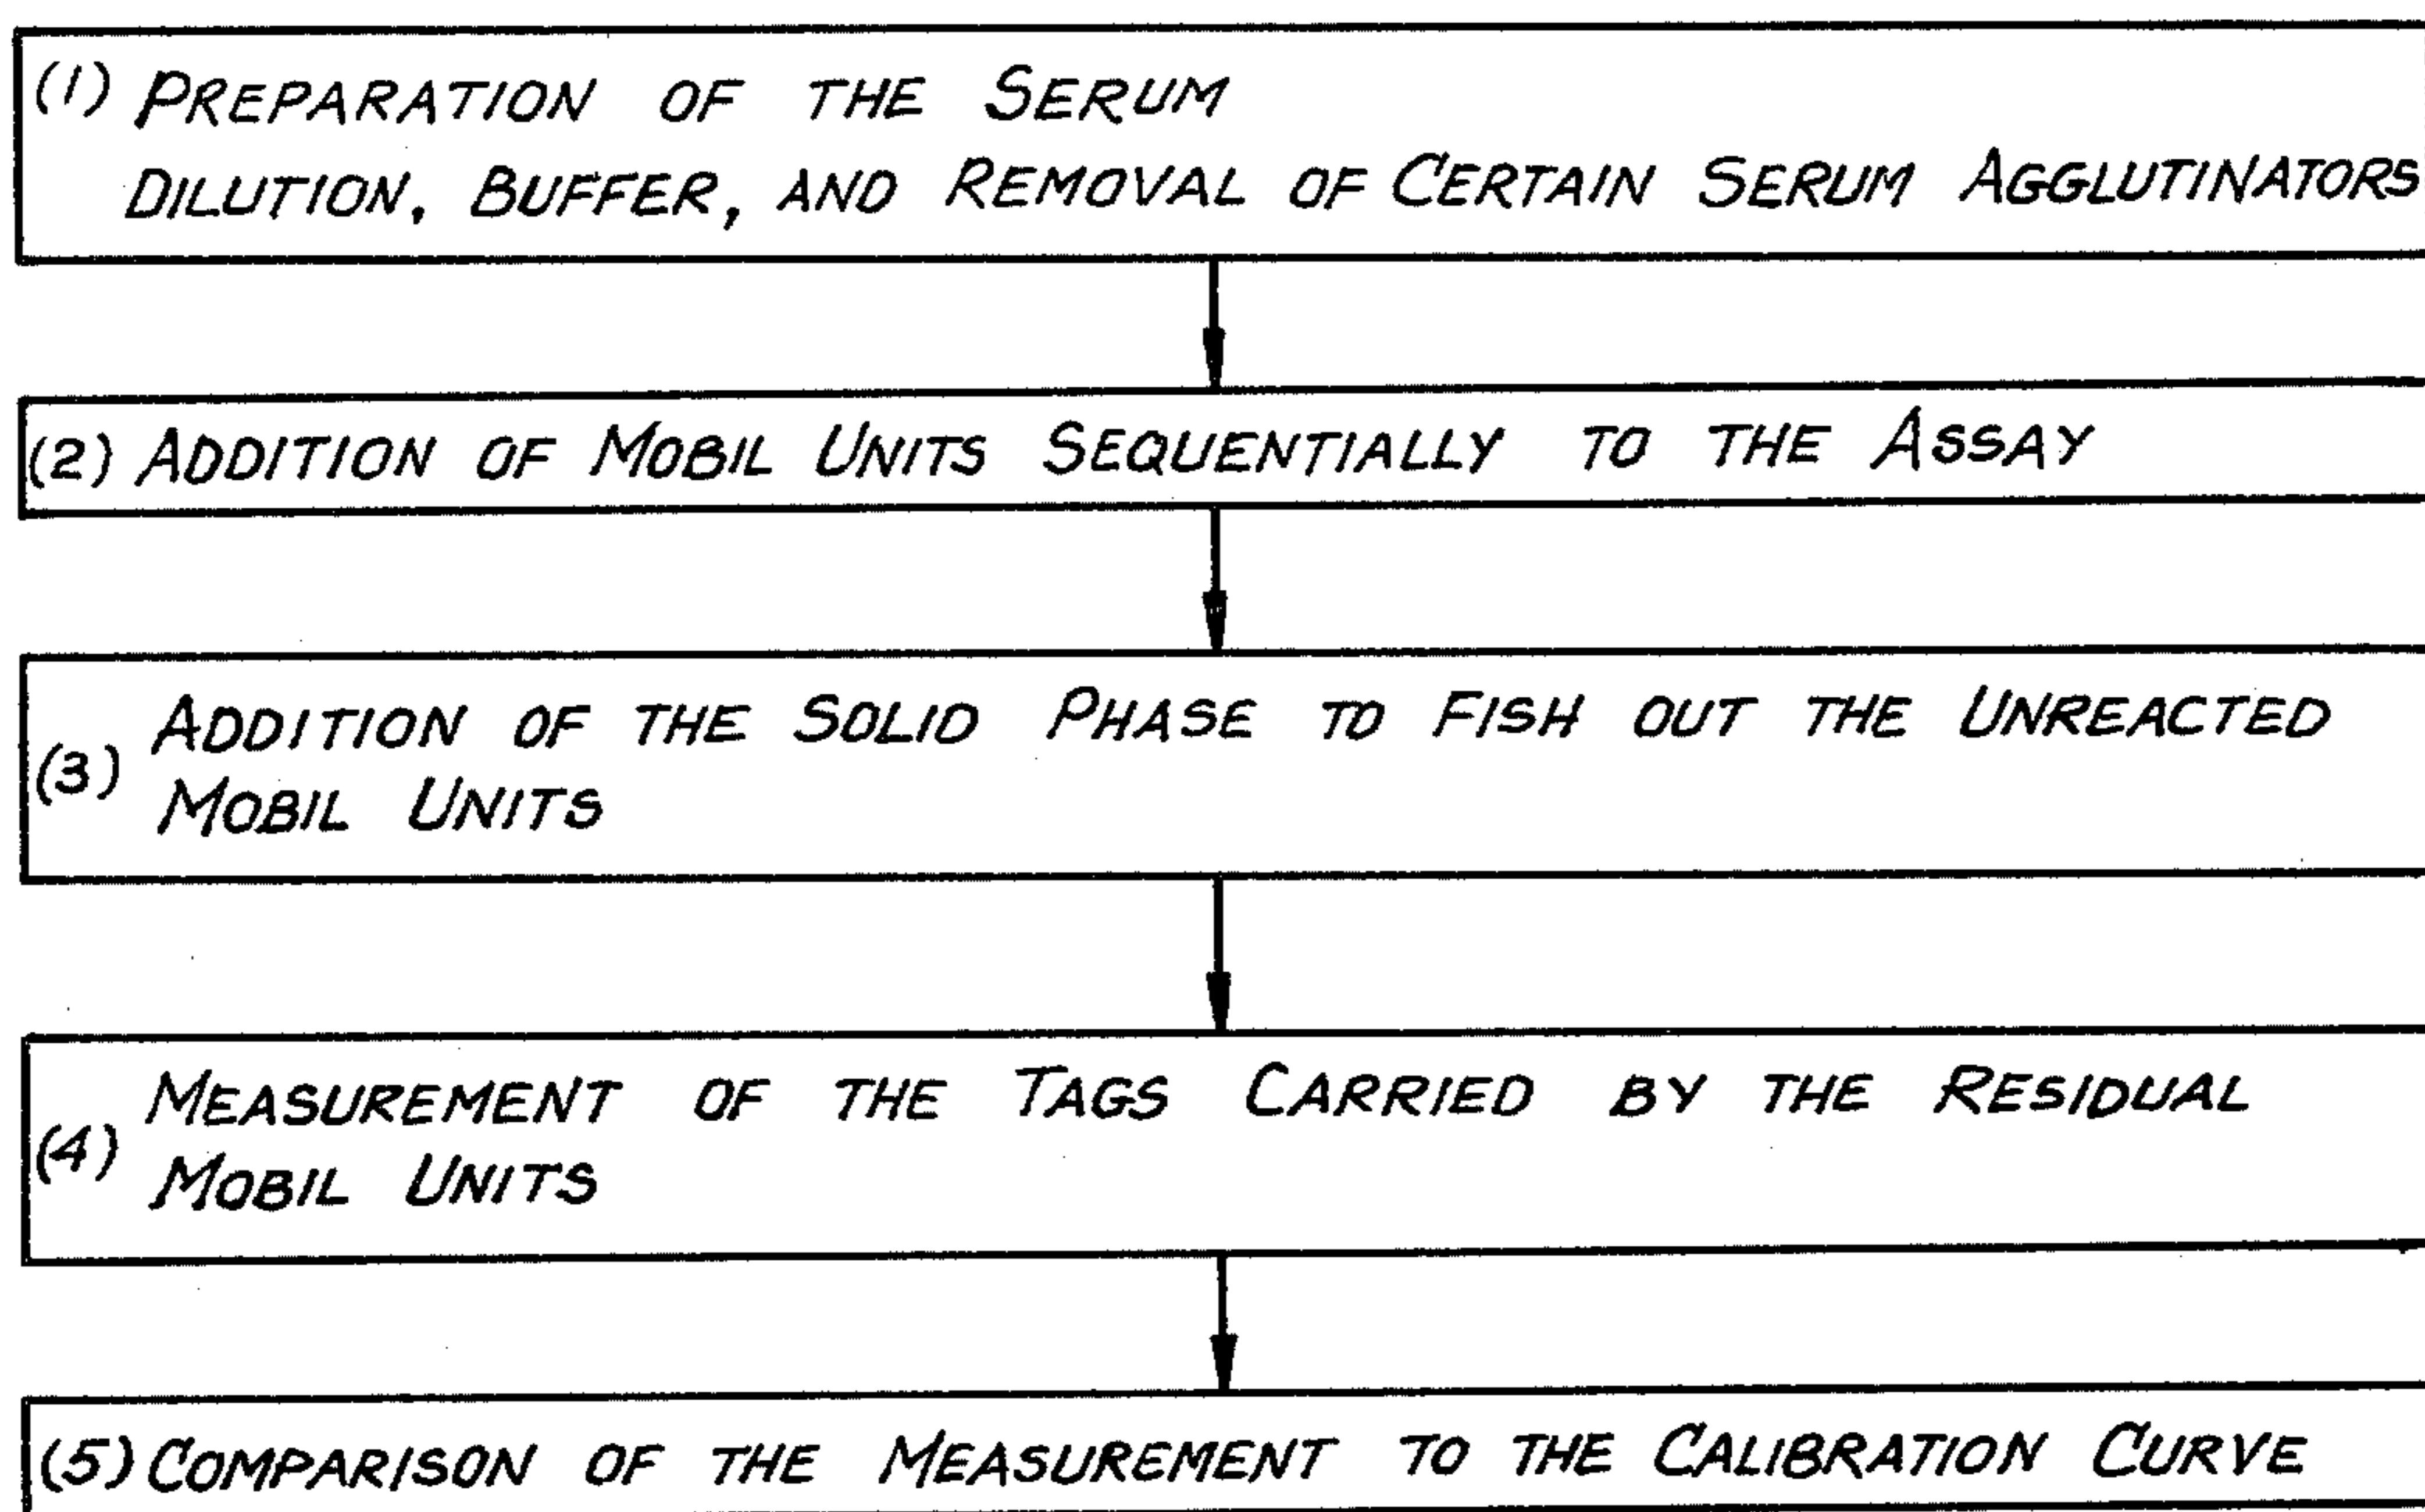 (1) PREPARATION OF THE SERUM
DILUTION, BUFFER, AND REMOVAL OF CERTAIN SERUM AGGLUTINATORS
(2) ADDITION OF MOBIL UNITS SEQUENTIALLY TO THE ASSAY
(3) ADDITION OF THE SOLID PHASE TO FISH OUT THE UNREACTED
MOBIL UNITS
(4) MEASUREMENT OF THE TAGS CARRIED BY THE RESIDUAL
MOBIL UNITS
(5) COMPARISON OF THE MEASUREMENT TO THE CALIBRATION CURVE